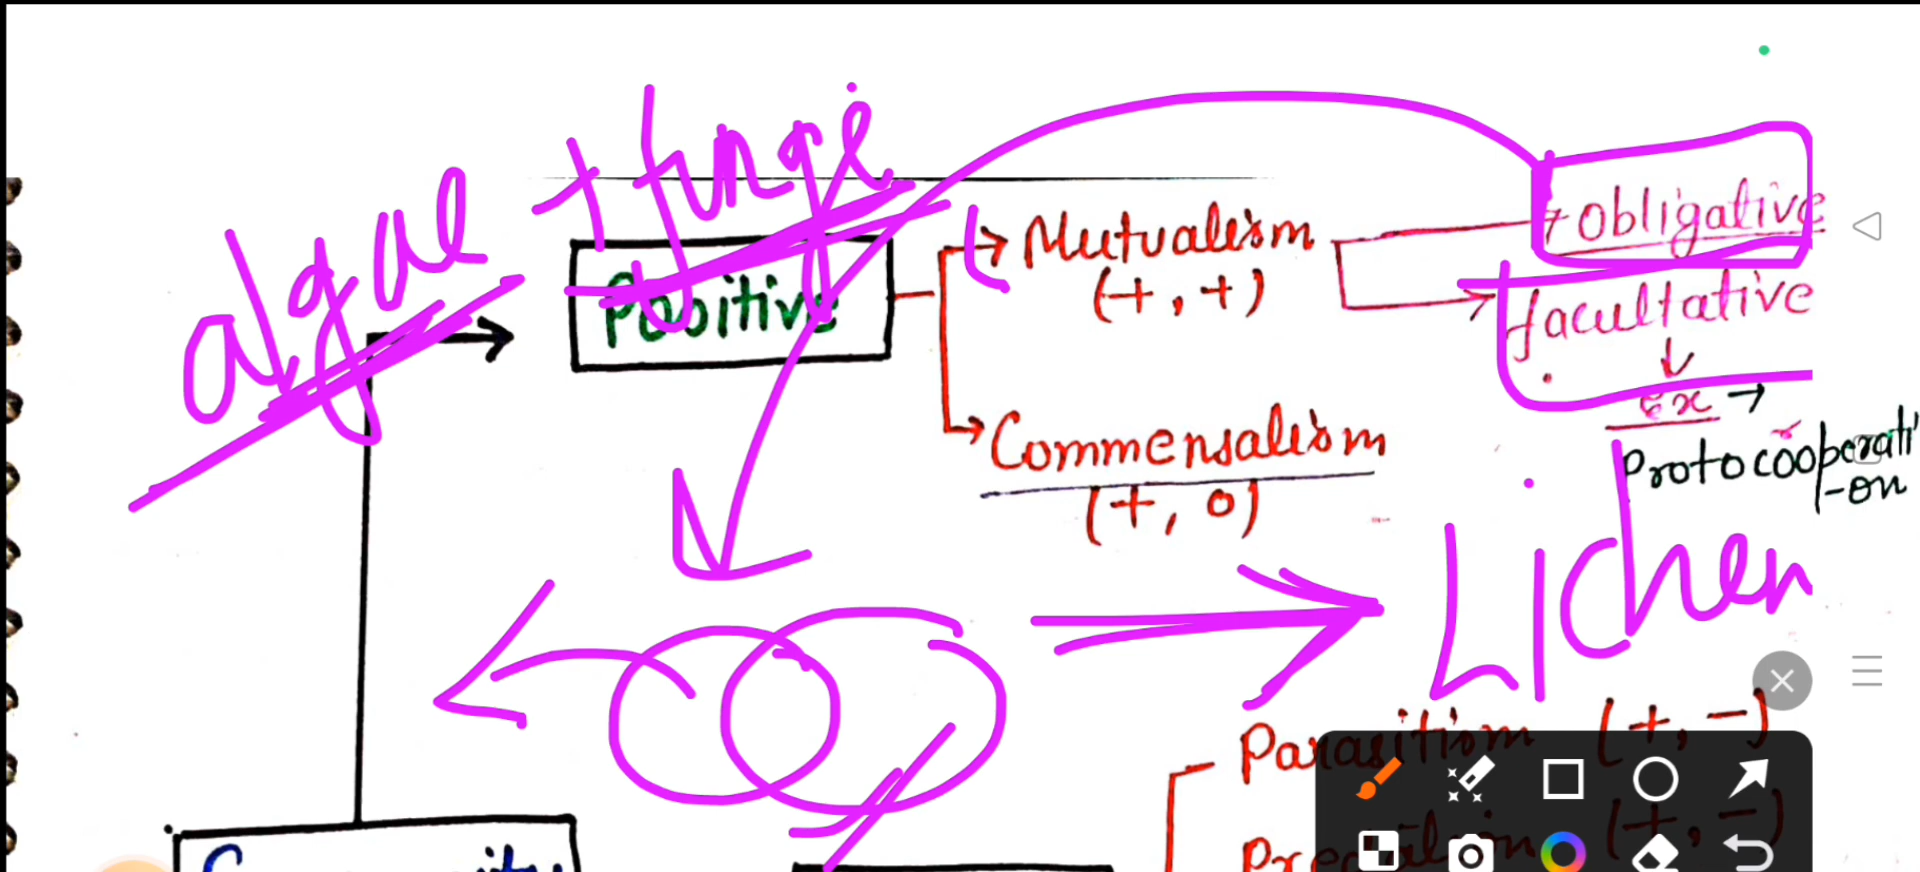 algae + fungi
Positive
→ Mutualism
(+, +)
→ obligative
→ facultative
↓
ex →
Protocooperati
-on
→ Commensalism
(+, 0)
Lichen
Parasitism (+, -)